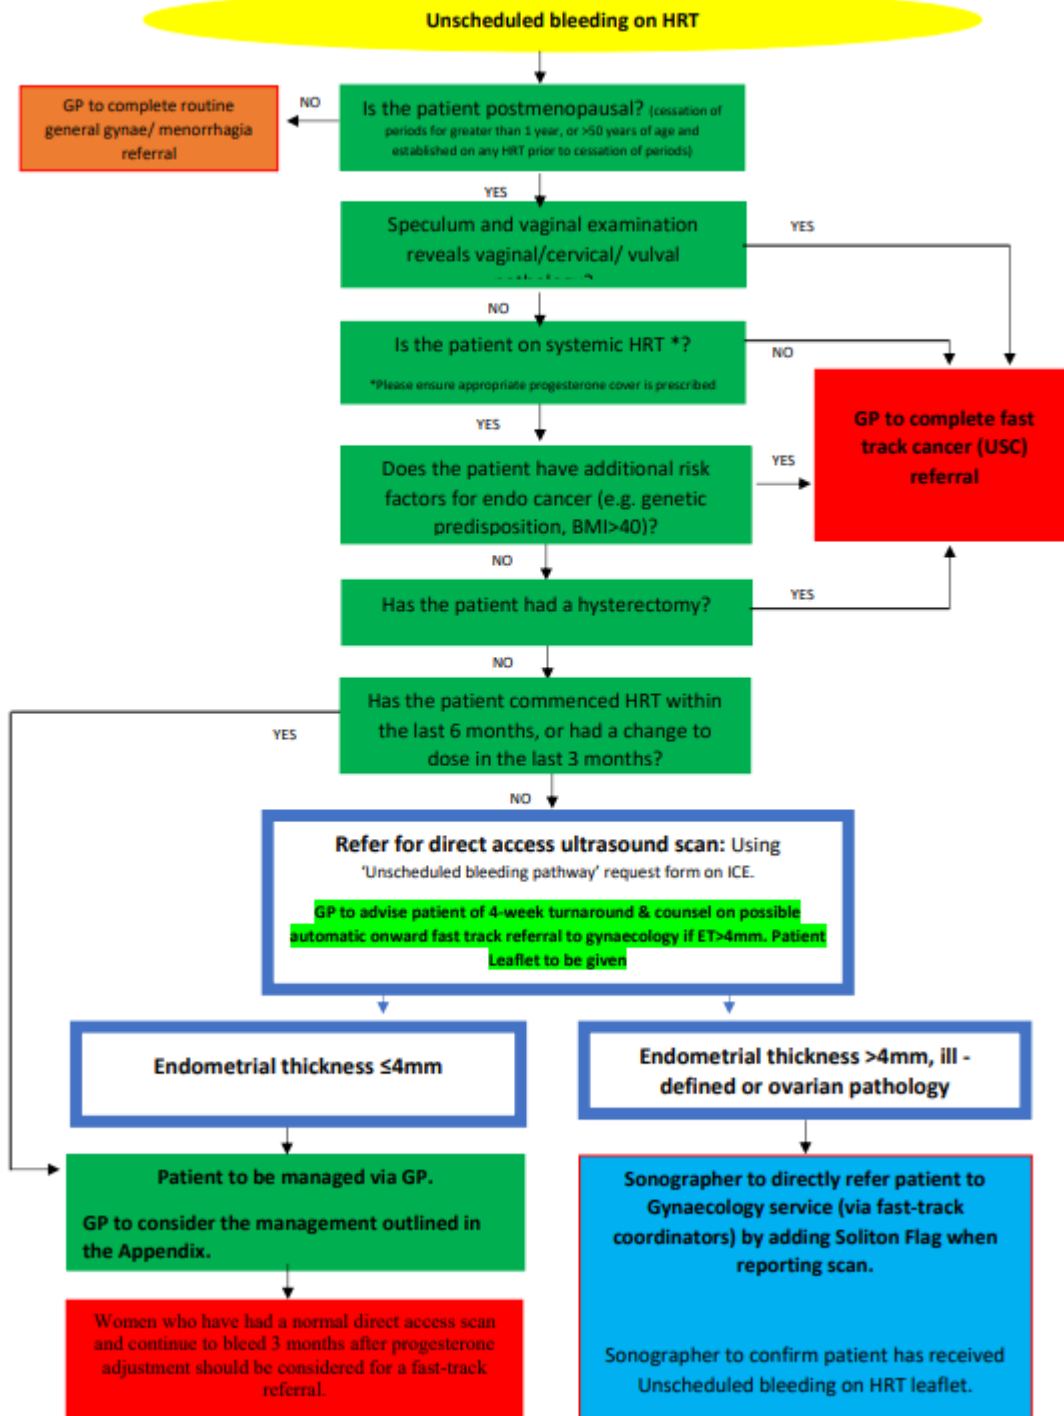 Unscheduled bleeding on HRT
GP to complete routine
general gynae/ menorrhagia
referral
NO
Is the patient postmenopausal? (cessation of
periods for greater than 1 year, or >50 years of age and
established on any HRT prior to cessation of periods)
YES
Speculum and vaginal examination
reveals vaginal/cervical/ vulval
pathology?
YES
NO
Is the patient on systemic HRT *?
*Please ensure appropriate progesterone cover is prescribed
NO
GP to complete fast
track cancer (USC)
referral
YES
Does the patient have additional risk
factors for endo cancer (e.g. genetic
predisposition, BMI>40)?
YES
NO
Has the patient had a hysterectomy?
YES
NO
Has the patient commenced HRT within
the last 6 months, or had a change to
dose in the last 3 months?
YES
NO
Refer for direct access ultrasound scan: Using
‘Unscheduled bleeding pathway’ request form on ICE.
GP to advise patient of 4-week turnaround & counsel on possible
automatic onward fast track referral to gynaecology if ET>4mm. Patient
Leaflet to be given
Endometrial thickness ≤4mm
Endometrial thickness >4mm, ill -
defined or ovarian pathology
Patient to be managed via GP.
GP to consider the management outlined in
the Appendix.
Women who have had a normal direct access scan
and continue to bleed 3 months after progesterone
adjustment should be considered for a fast-track
referral.
Sonographer to directly refer patient to
Gynaecology service (via fast-track
coordinators) by adding Soliton Flag when
reporting scan.
Sonographer to confirm patient has received
Unscheduled bleeding on HRT leaflet.